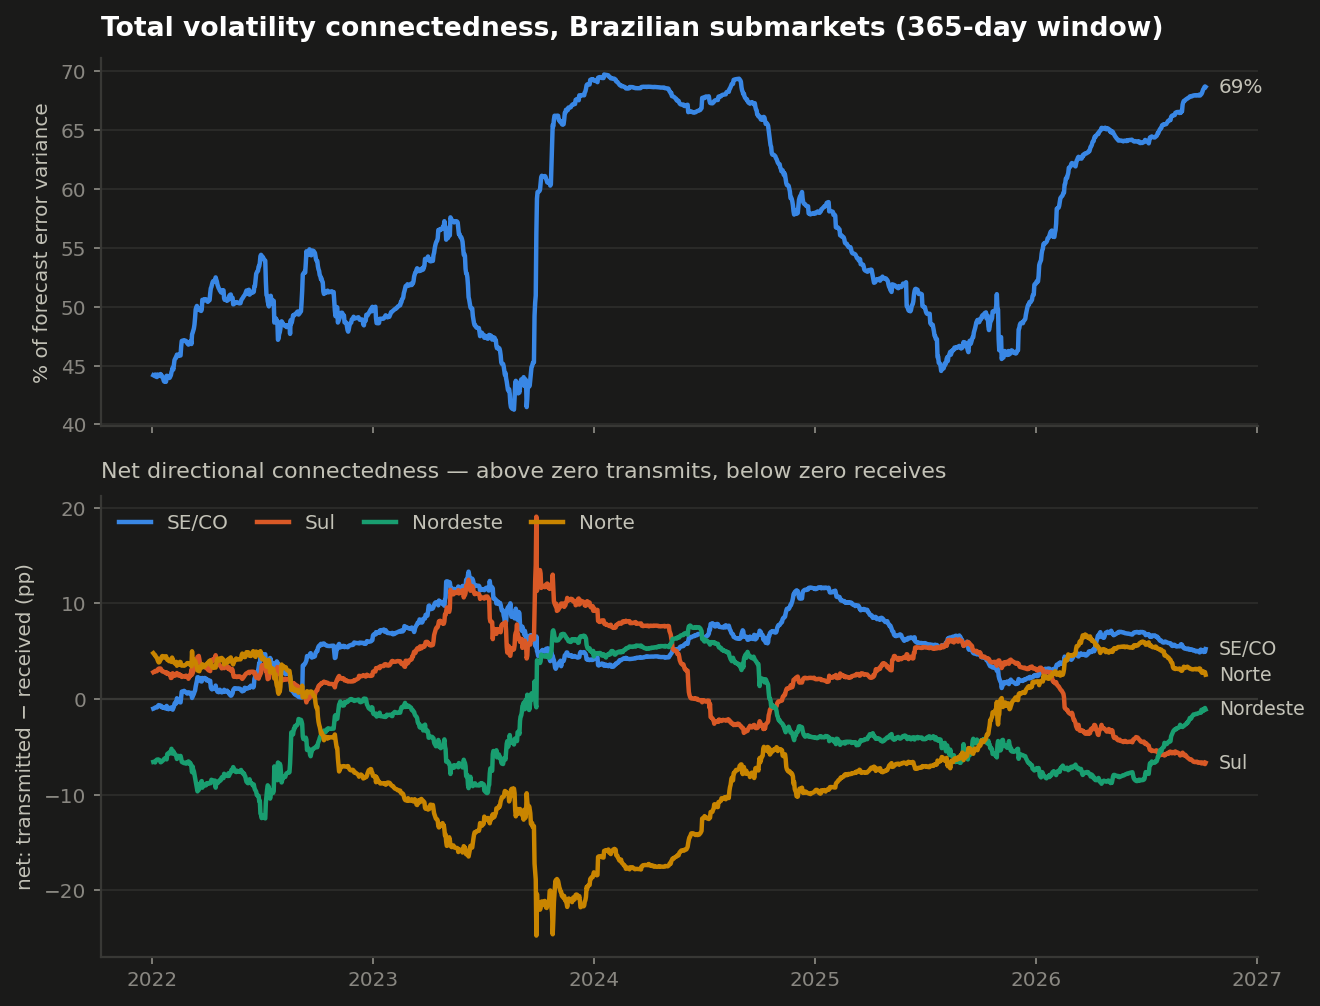 Total volatility connectedness, Brazilian submarkets (365-day window)
% of forecast error variance
70
65
60
55
50
45
40
69%
Net directional connectedness — above zero transmits, below zero receives
net: transmitted − received (pp)
SE/CO Sul Nordeste Norte
20
10
0
−10
−20
SE/CO
Norte
Nordeste
Sul
2022 2023 2024 2025 2026 2027